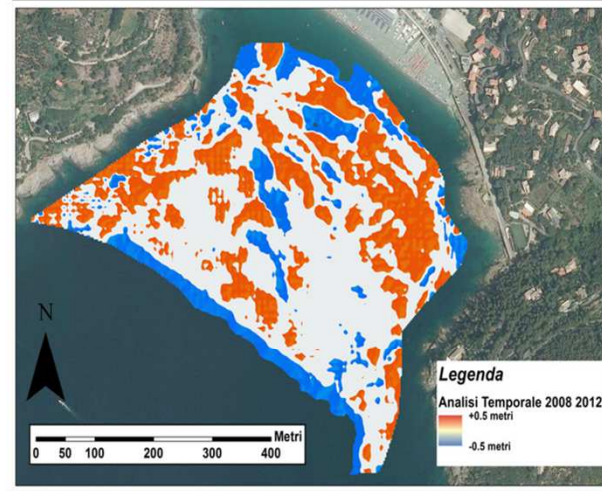 N
Metri
0 50 100 200 300 400
Legenda
Analisi Temporale 2008 2012
+0.5 metri
-0.5 metri